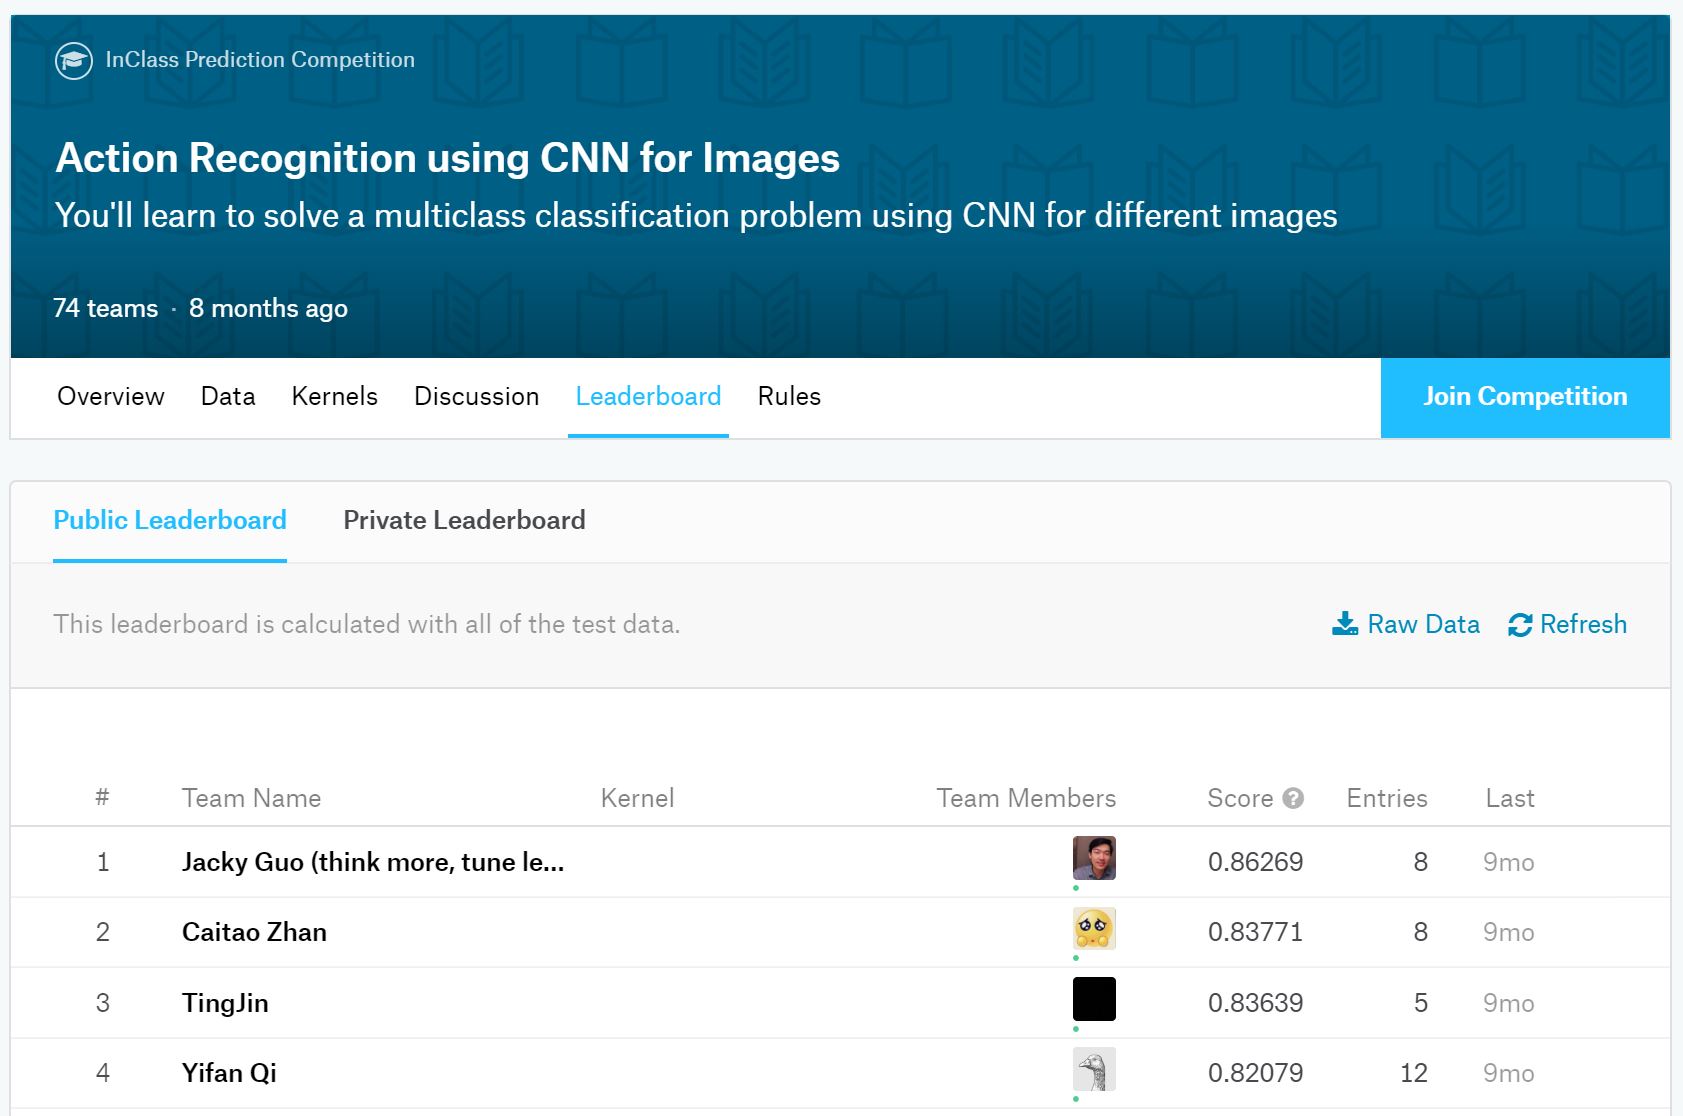 InClass Prediction Competition
Action Recognition using CNN for Images
You'll learn to solve a multiclass classification problem using CNN for different images
74 teams · 8 months ago
Overview Data Kernels Discussion Leaderboard Rules Join Competition
Public Leaderboard Private Leaderboard
This leaderboard is calculated with all of the test data. Raw Data Refresh
# Team Name Kernel Team Members Score ? Entries Last
1 Jacky Guo (think more, tune le... 0.86269 8 9mo
2 Caitao Zhan 0.83771 8 9mo
3 TingJin 0.83639 5 9mo
4 Yifan Qi 0.82079 12 9mo